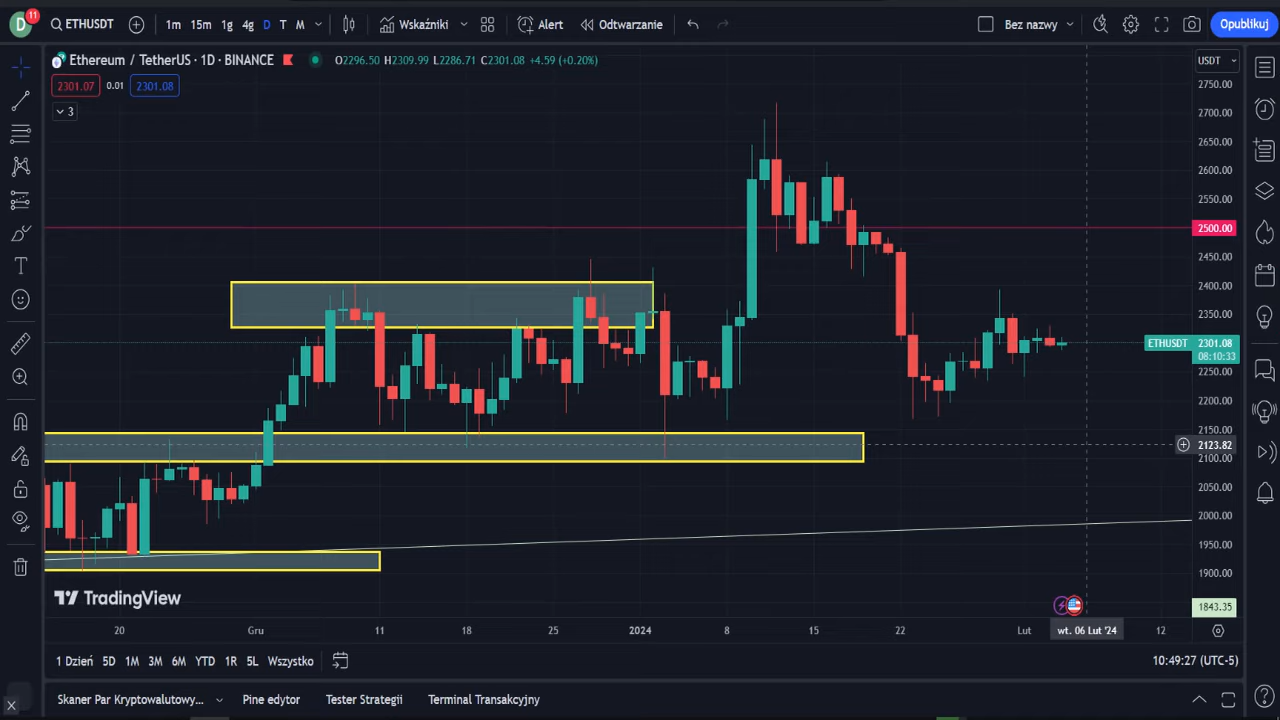 D 11 ETHUSDT 1m 15m 1g 4g D T M Wskaźniki Alert Odtwarzanie Bez nazwy Opublikuj
Ethereum / TetherUS · 1D · BINANCE O2296.50 H2309.99 L2286.71 C2301.08 +4.59 (+0.20%) USDT
2301.07 0.01 2301.08
3
2750.00
2700.00
2650.00
2600.00
2550.00
2500.00
2450.00
2400.00
2350.00
ETHUSDT 2301.08
08:10:33
2250.00
2200.00
2150.00
2123.82
2100.00
2050.00
2000.00
1950.00
1900.00
TradingView
1843.35
20 Gru 11 18 25 2024 8 15 22 Lut wt. 06 Lut '24 12
1 Dzień 5D 1M 3M 6M YTD 1R 5L Wszystko 10:49:27 (UTC-5)
Skaner Par Kryptowalutowy... Pine edytor Tester Strategii Terminal Transakcyjny